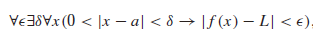 ∀ϵ∃δ∀x(0 < |x − a| < δ → |f(x) − L| < ϵ).